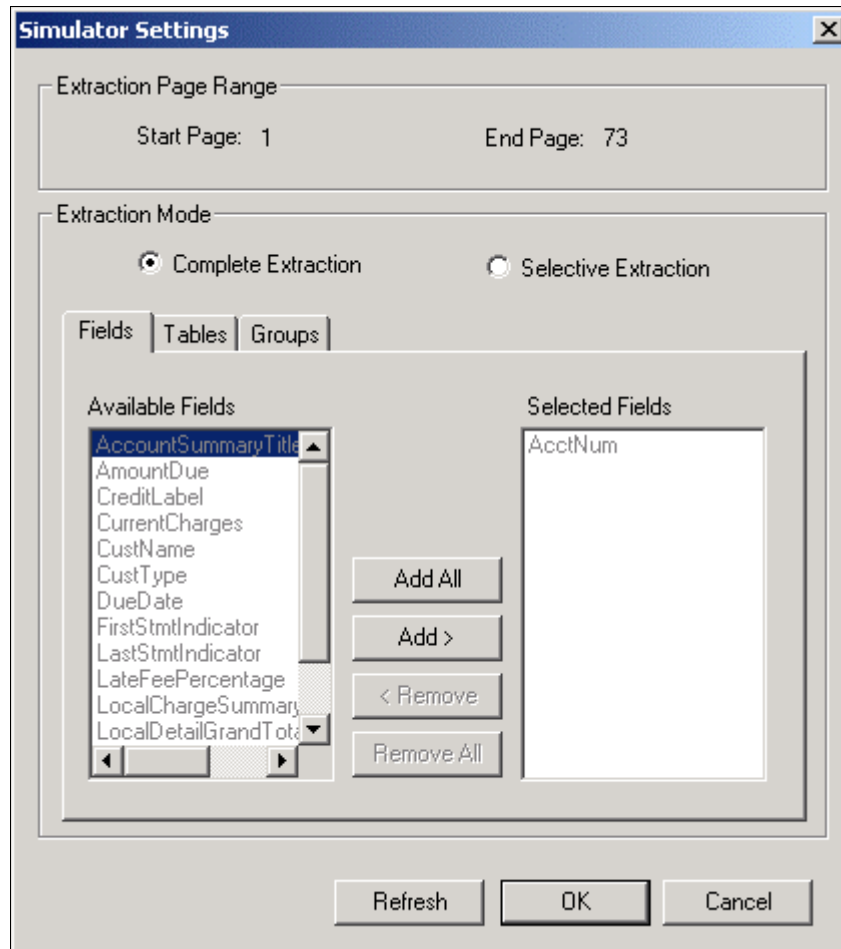 Simulator Settings
Extraction Page Range
Start Page: 1 End Page: 73
Extraction Mode
Complete Extraction Selective Extraction
Fields Tables Groups
Available Fields
AccountSummaryTitle
AmountDue
CreditLabel
CurrentCharges
CustName
CustType
DueDate
FirstStmtIndicator
LastStmtIndicator
LateFeePercentage
LocalChargeSummary
LocalDetailGrandTota
Add All
Add >
< Remove
Remove All
Selected Fields
AcctNum
Refresh OK Cancel